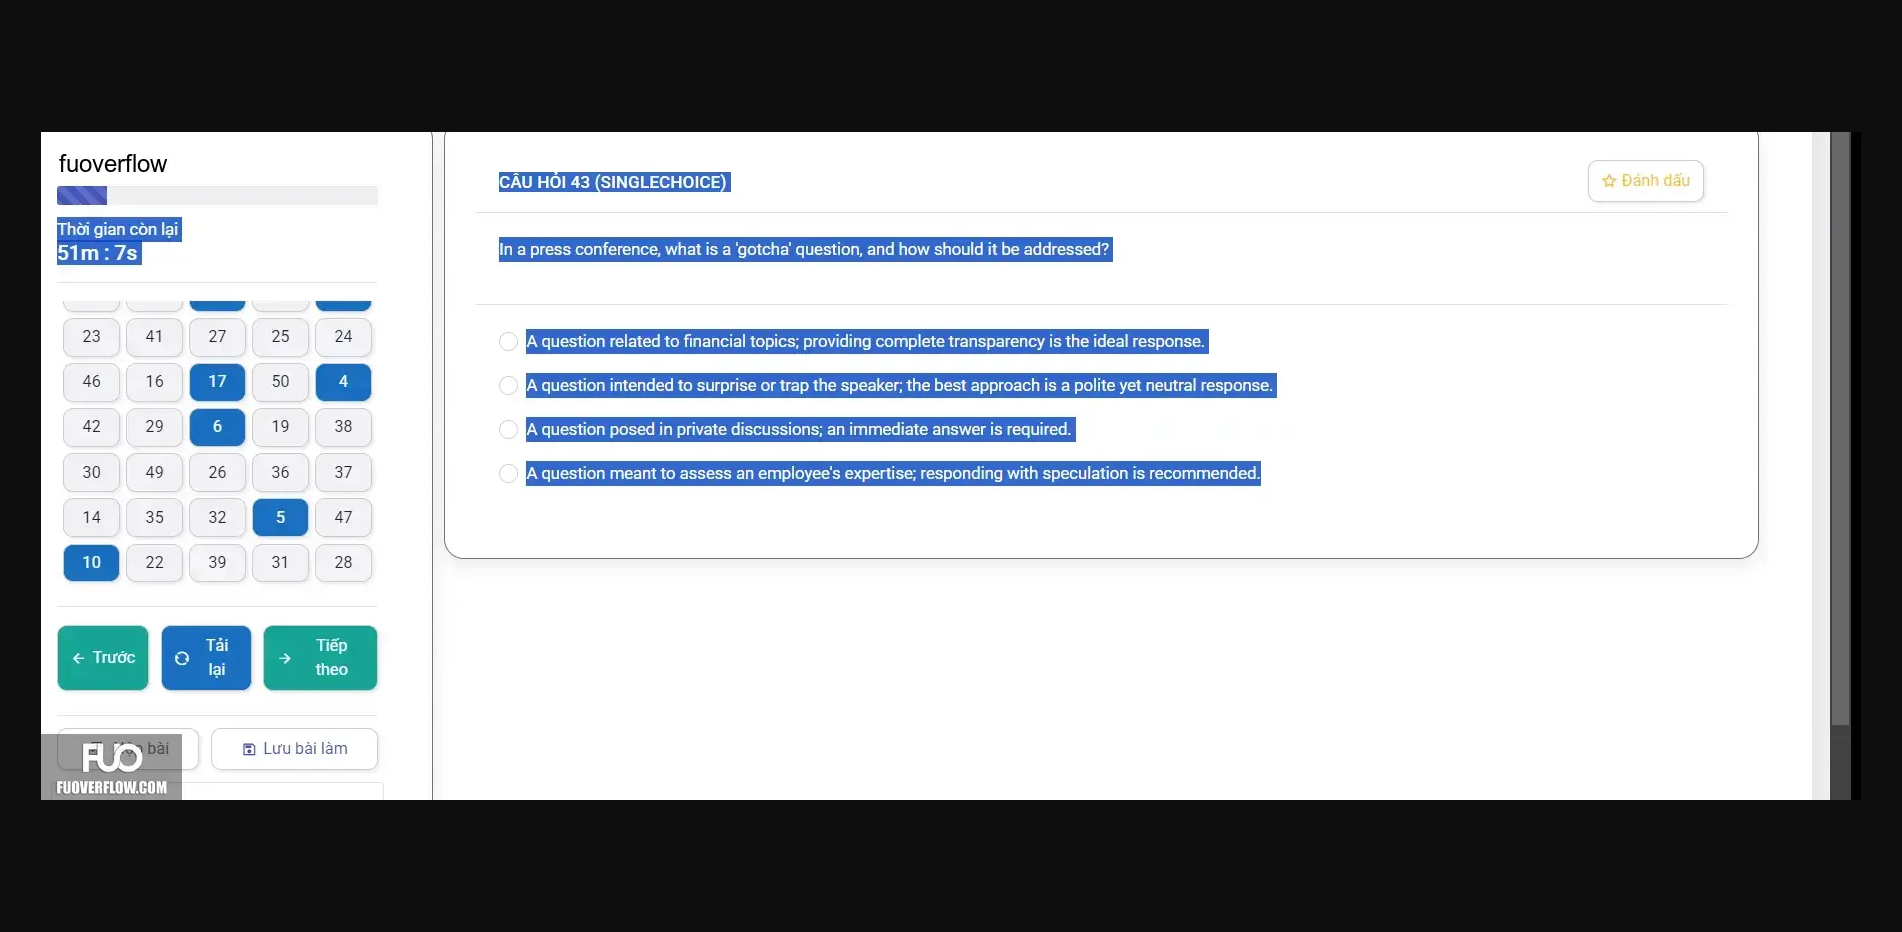 fuoverflow
Thời gian còn lại
51m : 7s
23 41 27 25 24
46 16 17 50 4
42 29 6 19 38
30 49 26 36 37
14 35 32 5 47
10 22 39 31 28
Trước
Tải lại
Tiếp theo
bài
Lưu bài làm
FUO
FUOVERFLOW.COM
CÂU HỎI 43 (SINGLECHOICE)
Đánh dấu
In a press conference, what is a 'gotcha' question, and how should it be addressed?
A question related to financial topics; providing complete transparency is the ideal response.
A question intended to surprise or trap the speaker; the best approach is a polite yet neutral response.
A question posed in private discussions; an immediate answer is required.
A question meant to assess an employee's expertise; responding with speculation is recommended.